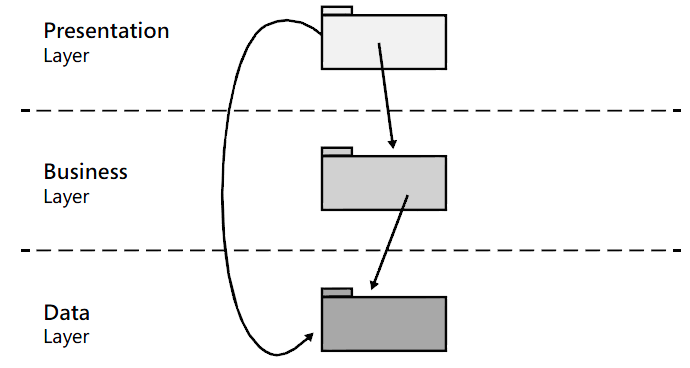 Presentation
Layer
Business
Layer
Data
Layer